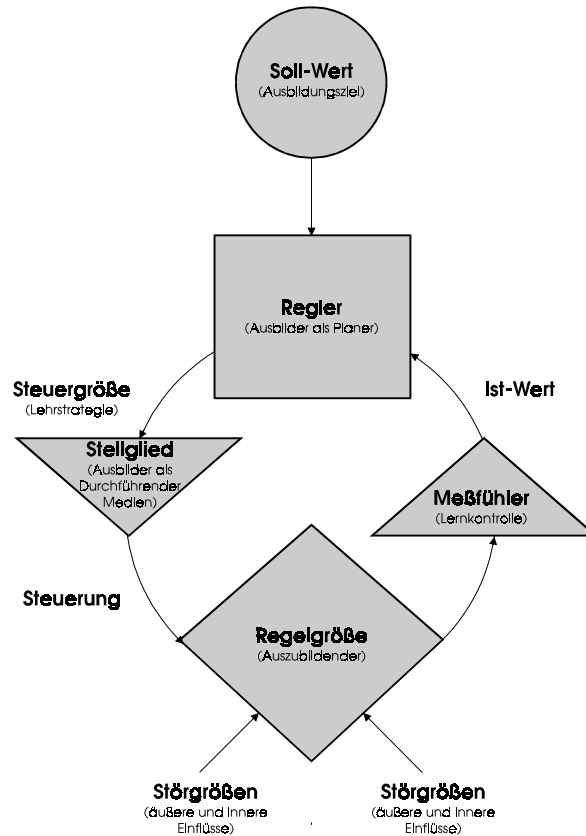 Soll-Wert
(Ausbildungsziel)
Regler
(Ausbilder als Planer)
Steuergröße
(Lehrstrategie)
Ist-Wert
Stellglied
(Ausbilder als
Durchführender
Medien)
Meßfühler
(Lernkontrolle)
Steuerung
Regelgröße
(Auszubildender)
Störgrößen
(äußere und innere
Einflüsse)
Störgrößen
(äußere und innere
Einflüsse)